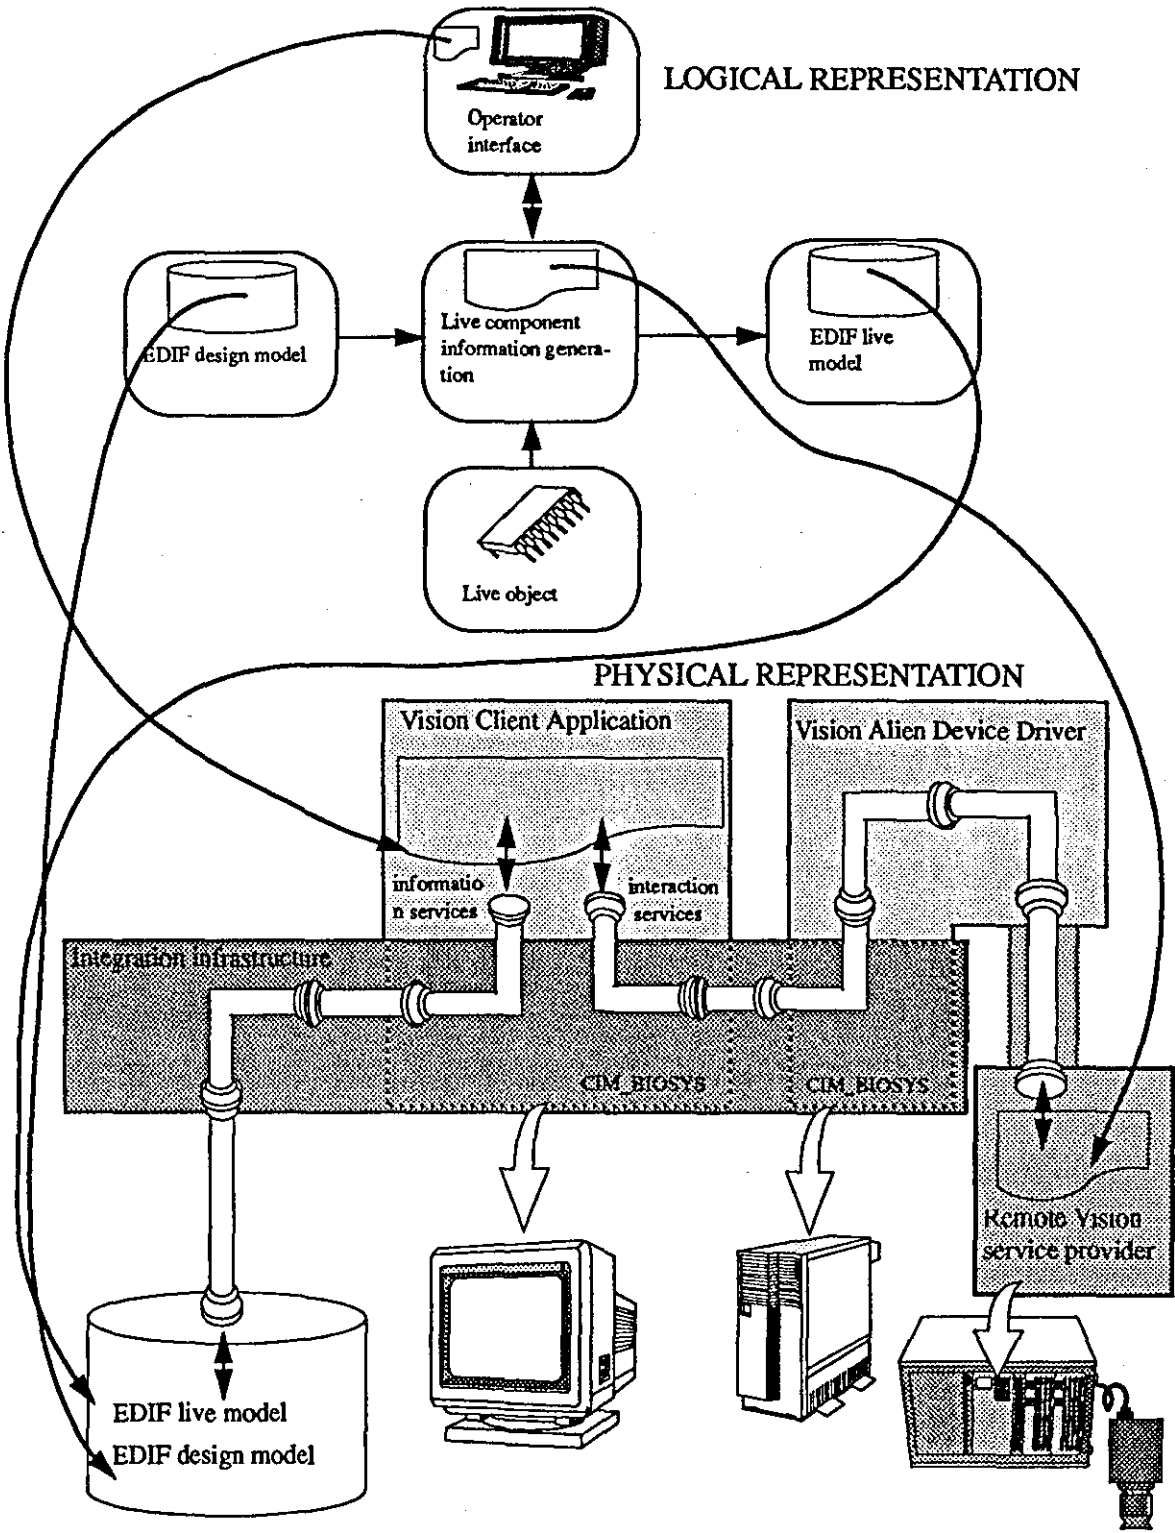 LOGICAL REPRESENTATION
Operator
interface
EDIF design model
Live component
information genera-
tion
EDIF live
model
Live object
PHYSICAL REPRESENTATION
Vision Client Application
Vision Alien Device Driver
informatio
n services
interaction
services
Integration infrastructure
CIM_BIOSYS
CIM_BIOSYS
Remote Vision
service provider
EDIF live model
EDIF design model